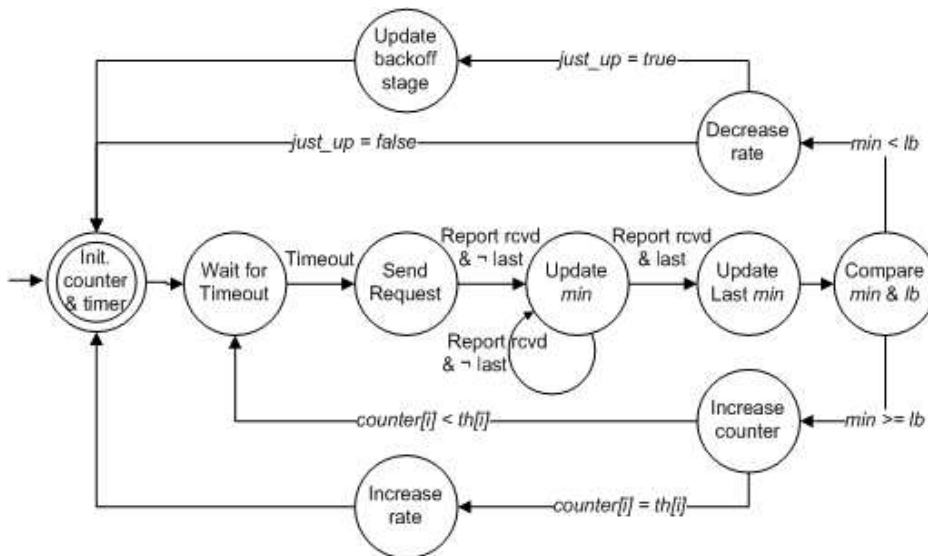 Update
backoff
stage
just_up = true
just_up = false
Decrease
rate
min < lb
Init.
counter
& timer
Wait for
Timeout
Timeout
Send
Request
Report rcvd
& ¬ last
Update
min
Report rcvd
& last
Update
Last min
Compare
min & lb
Report rcvd
& ¬ last
counter[i] < th[i]
Increase
counter
min >= lb
Increase
rate
counter[i] = th[i]